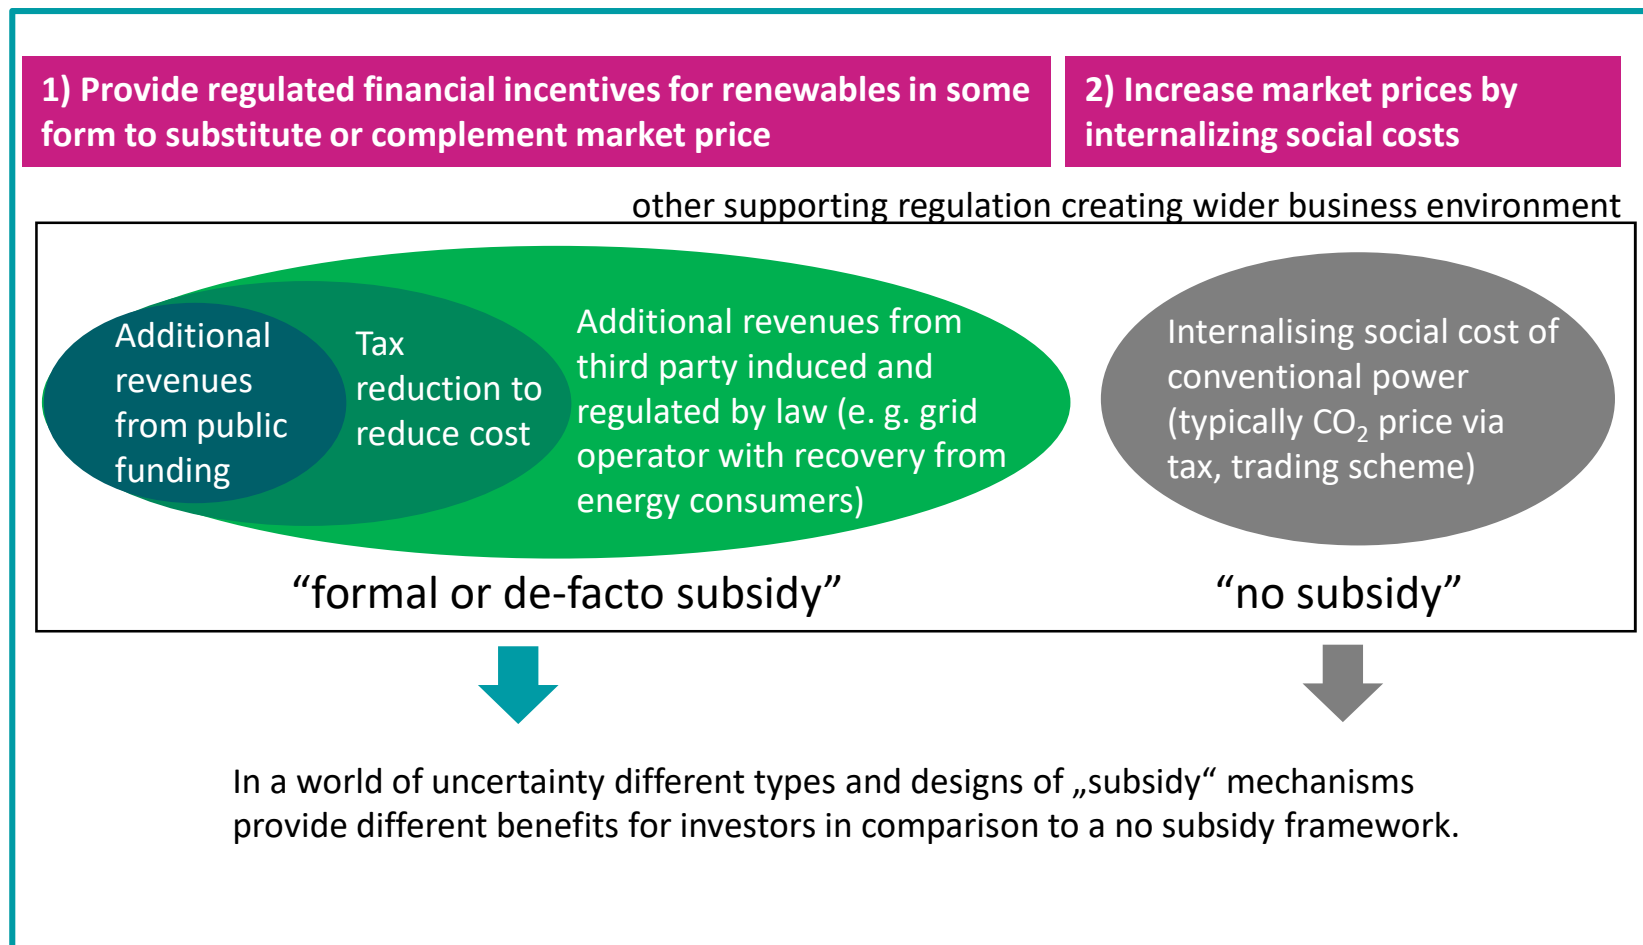 1) Provide regulated financial incentives for renewables in some
form to substitute or complement market price
2) Increase market prices by
internalizing social costs
other supporting regulation creating wider business environment
Additional
revenues
from public
funding
Tax
reduction to
reduce cost
Additional revenues from
third party induced and
regulated by law (e. g. grid
operator with recovery from
energy consumers)
Internalising social cost of
conventional power
(typically CO₂ price via
tax, trading scheme)
“formal or de-facto subsidy”
“no subsidy”
In a world of uncertainty different types and designs of „subsidy“ mechanisms
provide different benefits for investors in comparison to a no subsidy framework.